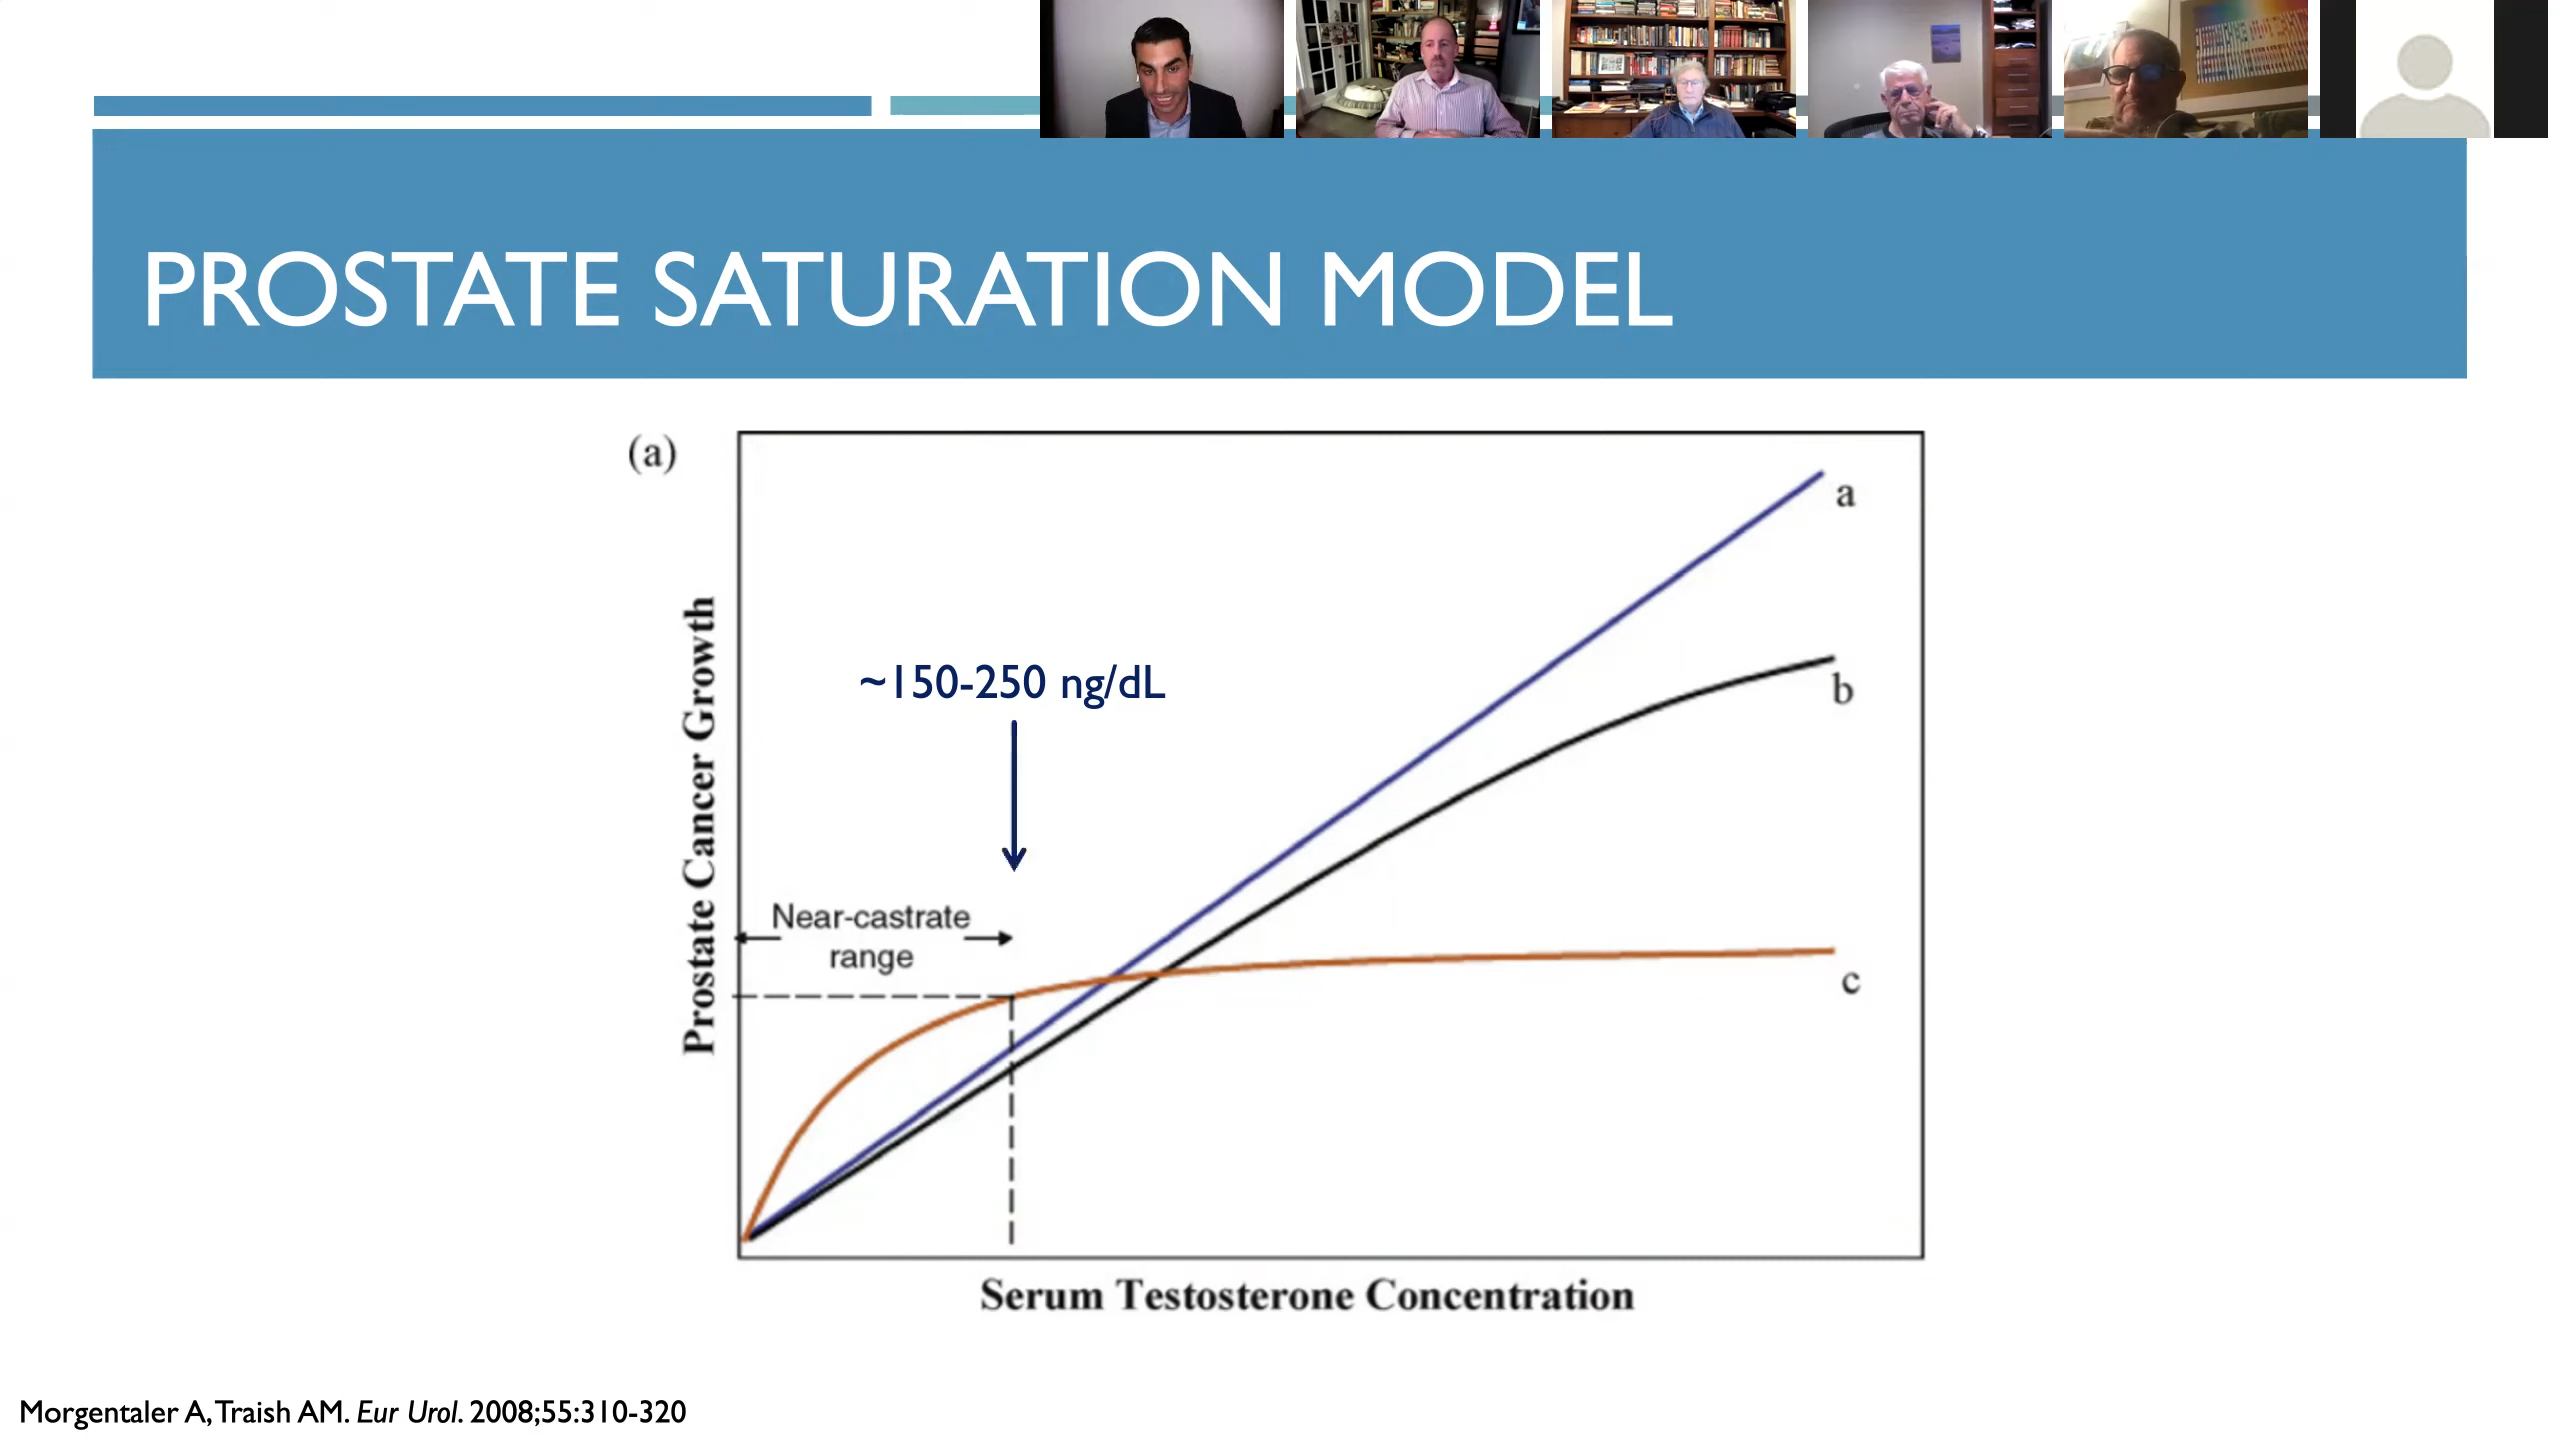 PROSTATE SATURATION MODEL
(a)
a
~150-250 ng/dL
b
Near-castrate
range
c
Prostate Cancer Growth
Serum Testosterone Concentration
Morgentaler A, Traish AM. Eur Urol. 2008;55:310-320